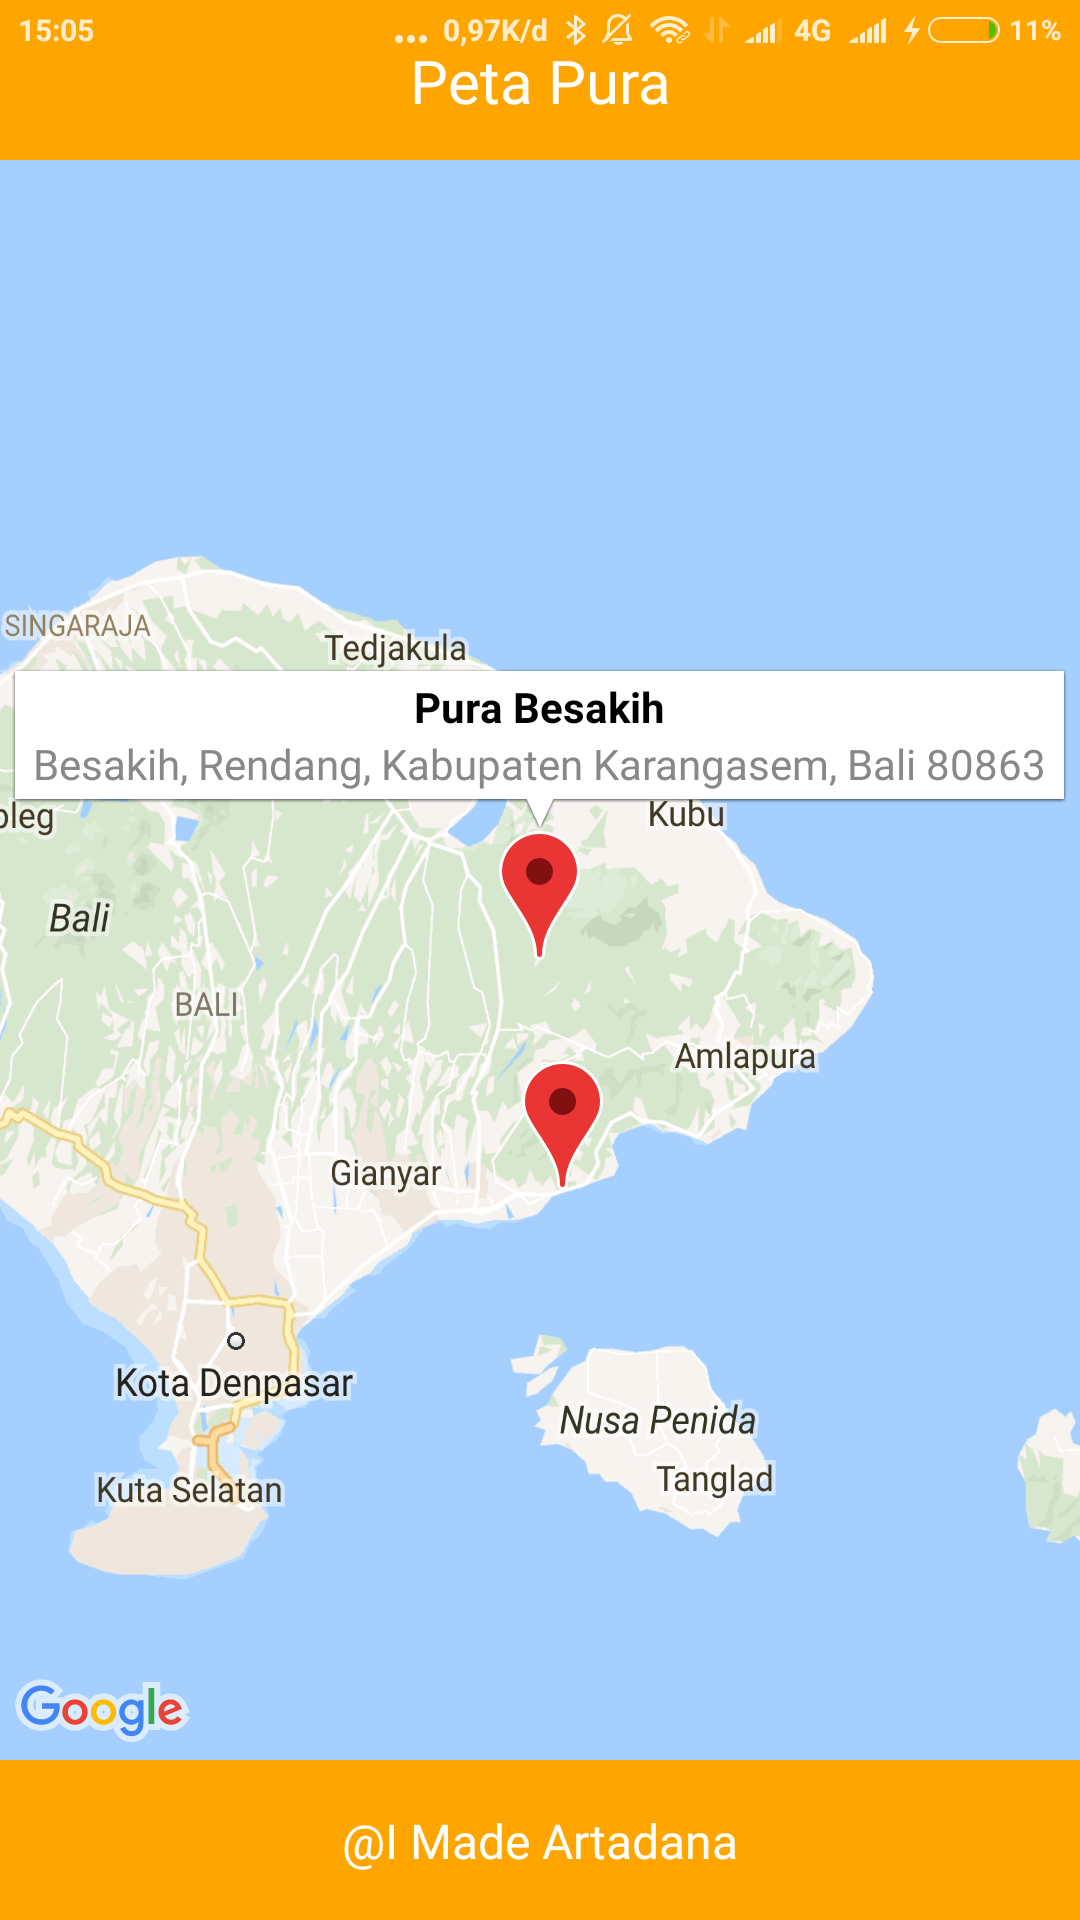 15:05 ... 0,97K/d 4G 11%
Peta Pura
SINGARAJA
Tedjakula
Pura Besakih
Besakih, Rendang, Kabupaten Karangasem, Bali 80863
oleg
Kubu
Bali
BALI
Amlapura
Gianyar
Kota Denpasar
Nusa Penida
Tanglad
Kuta Selatan
Google
@I Made Artadana